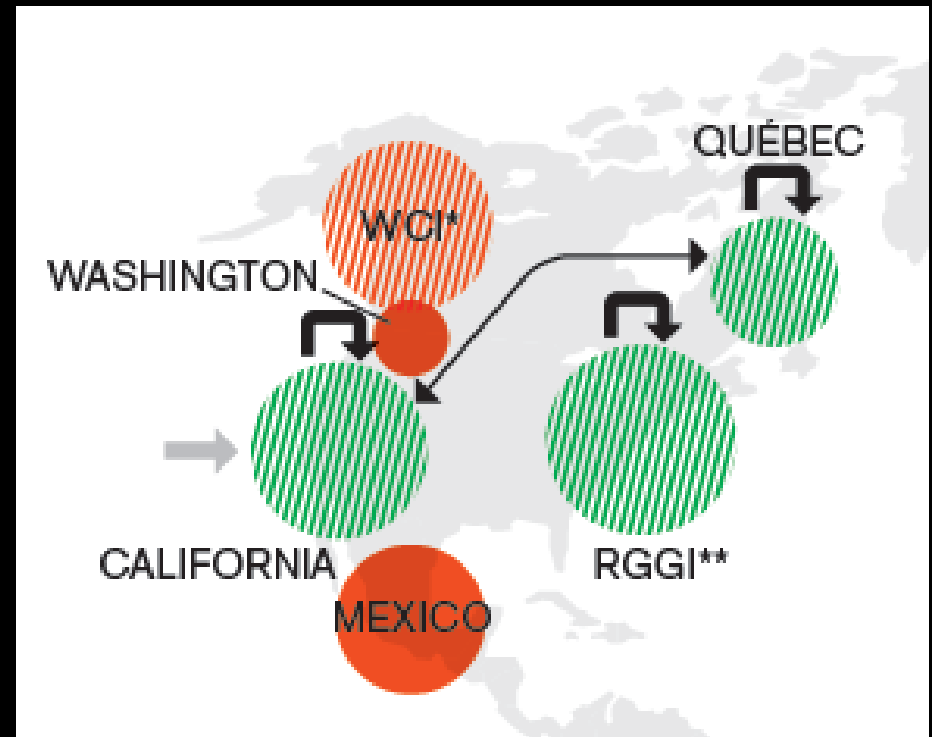 QUÉBEC
WCI*
WASHINGTON
CALIFORNIA
RGGI**
MEXICO